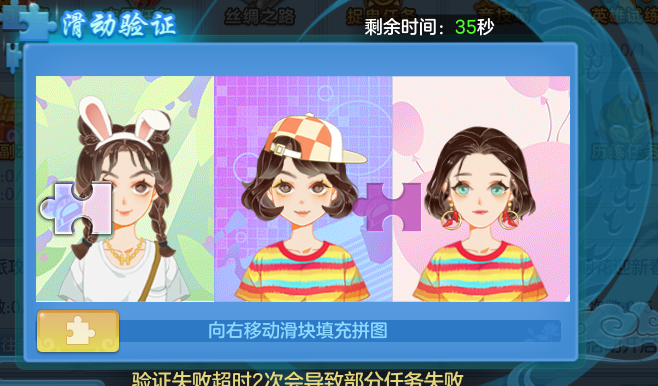 滑动验证
剩余时间：35秒
丝绸之路
向右移动滑块填充拼图
验证失败超时2次会导致部分任务失败